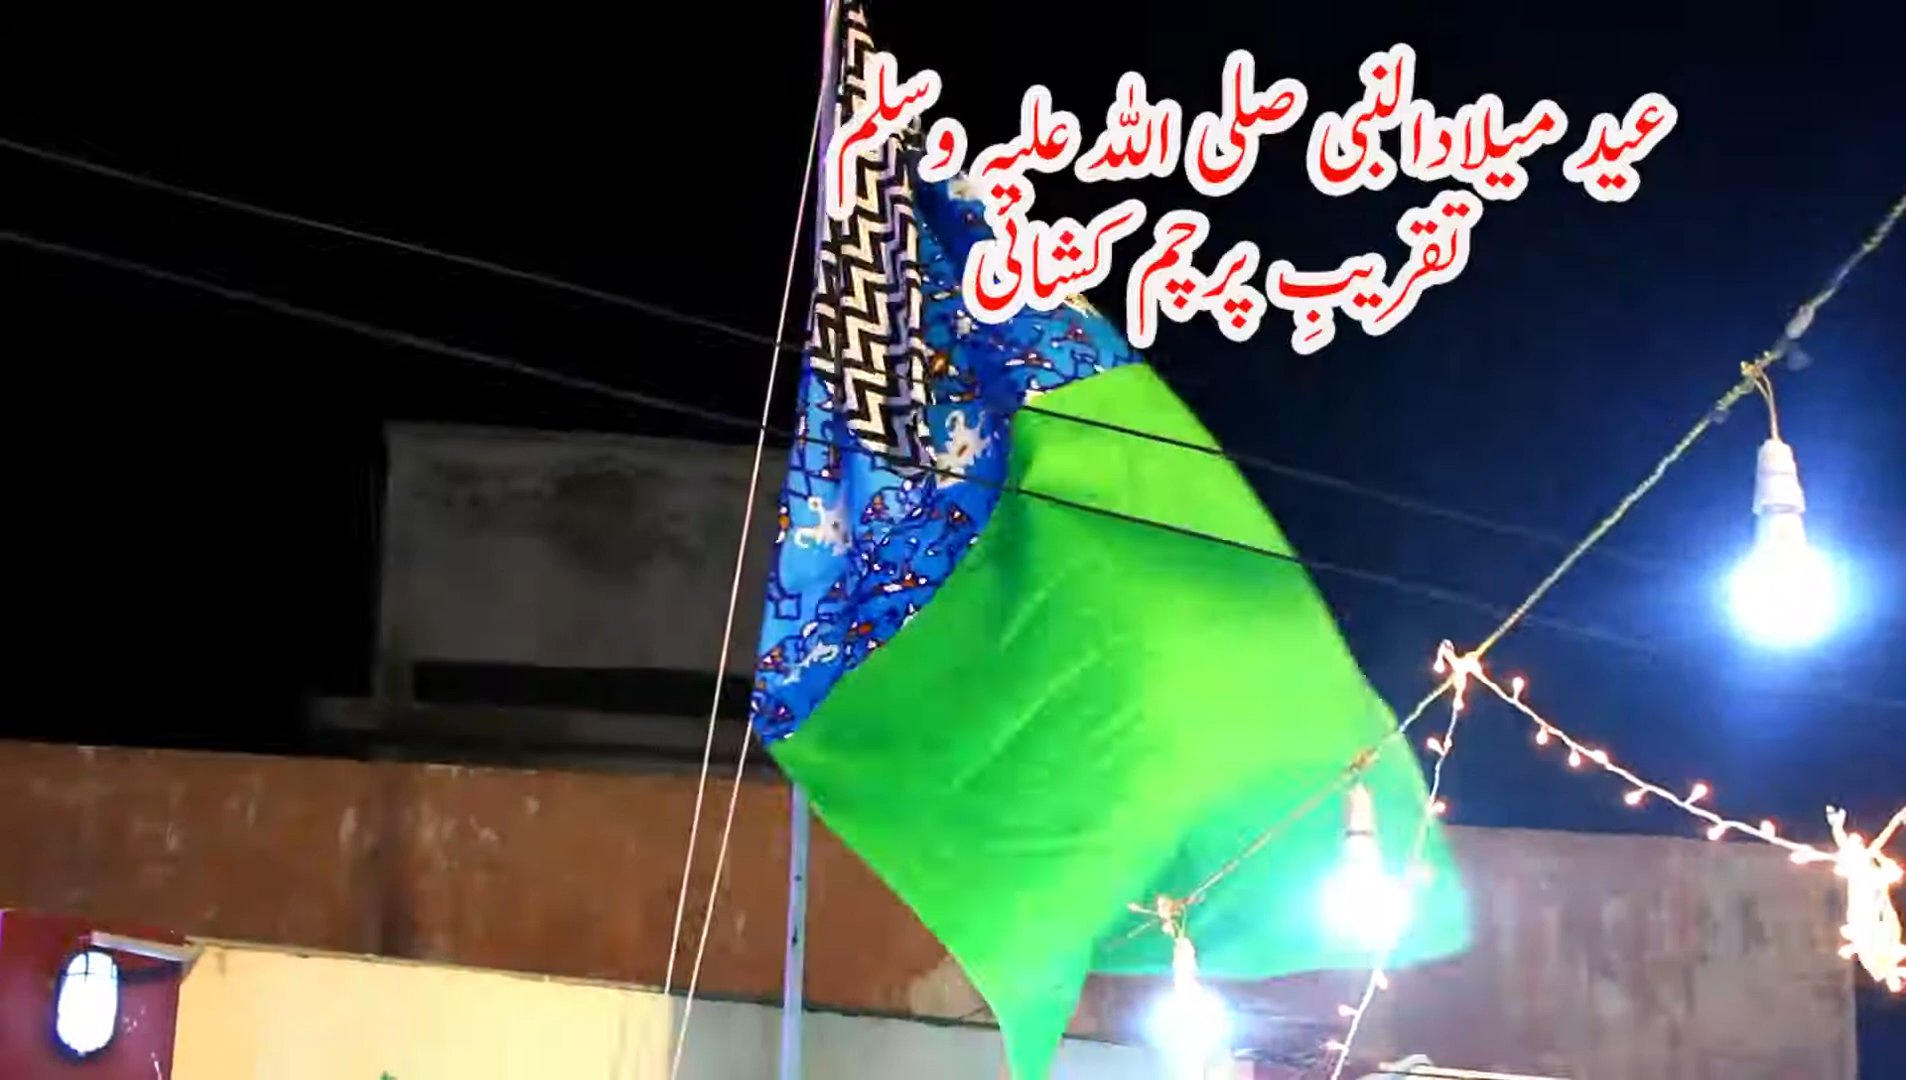 عید میلادالنبی صلی اللہ علیہ وسلم
تقریبِ پرچم کشائی